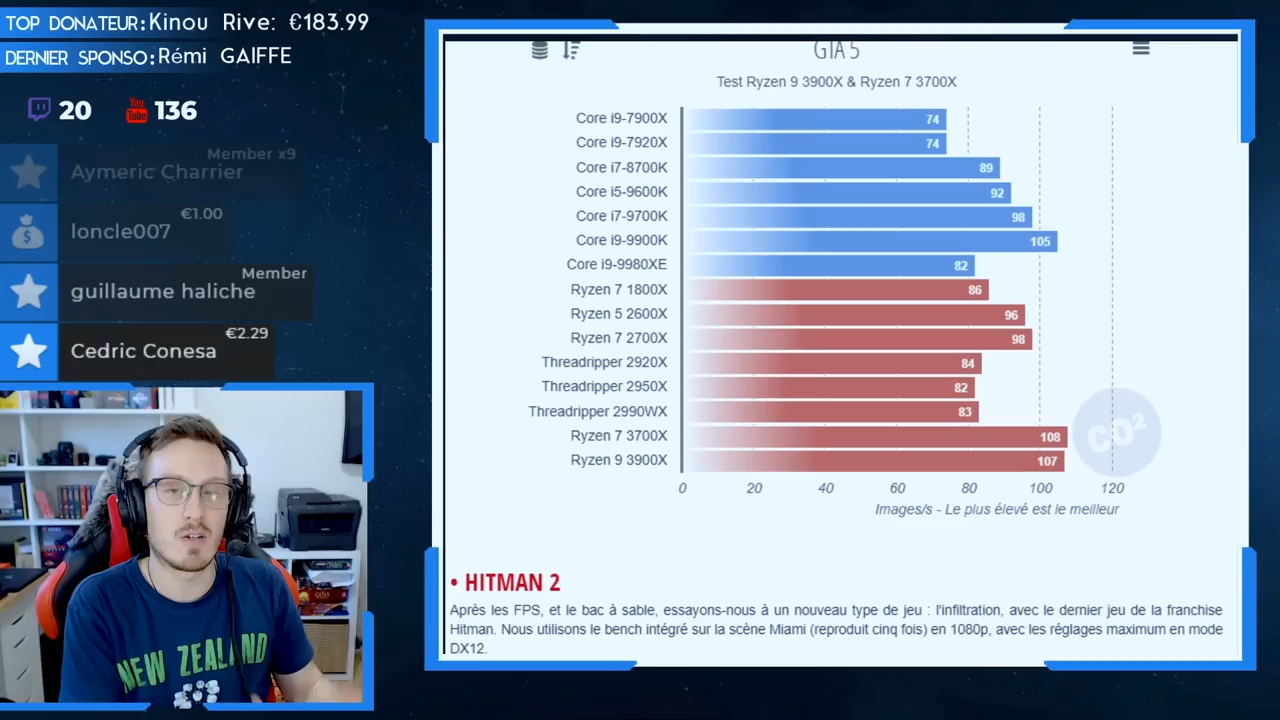 TOP DONATEUR: Kinou Rive: €183.99
DERNIER SPONSO: Rémi GAIFFE
20
You Tube 136
Member x9
Aymeric Charrier
€1.00
loncle007
Member
guillaume haliche
€2.29
Cedric Conesa
NEW ZEALAND
GTA 5
Test Ryzen 9 3900X & Ryzen 7 3700X
Core i9-7900X 74
Core i9-7920X 74
Core i7-8700K 89
Core i5-9600K 92
Core i7-9700K 98
Core i9-9900K 105
Core i9-9980XE 82
Ryzen 7 1800X 86
Ryzen 5 2600X 96
Ryzen 7 2700X 98
Threadripper 2920X 84
Threadripper 2950X 82
Threadripper 2990WX 83
Ryzen 7 3700X 108
Ryzen 9 3900X 107
CO²
0 20 40 60 80 100 120
Images/s - Le plus élevé est le meilleur
• HITMAN 2
Après les FPS, et le bac à sable, essayons-nous à un nouveau type de jeu : l'infiltration, avec le dernier jeu de la franchise
Hitman. Nous utilisons le bench intégré sur la scène Miami (reproduit cinq fois) en 1080p, avec les réglages maximum en mode
DX12.